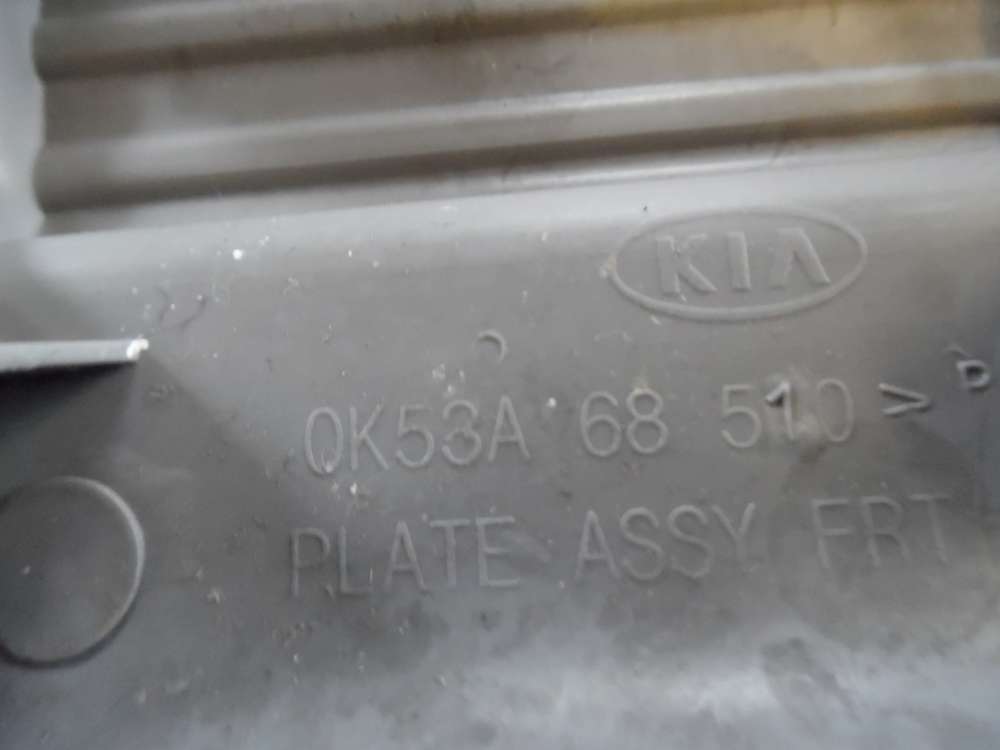 KIA
0K53A 68 510 >P
PLATE ASSY FRT